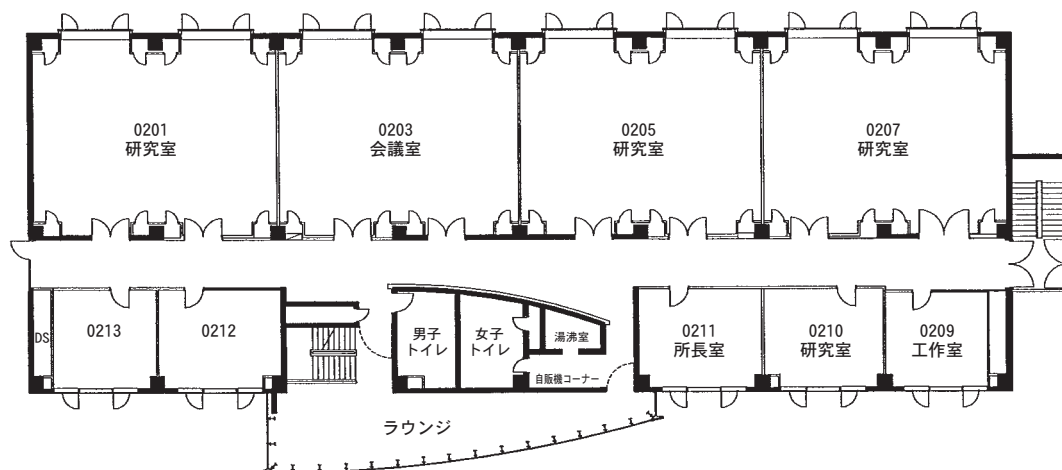 0201
研究室
0203
会議室
0205
研究室
0207
研究室
DS
0213
0212
男子
トイレ
女子
トイレ
湯沸室
自販機コーナー
0211
所長室
0210
研究室
0209
工作室
ラウンジ